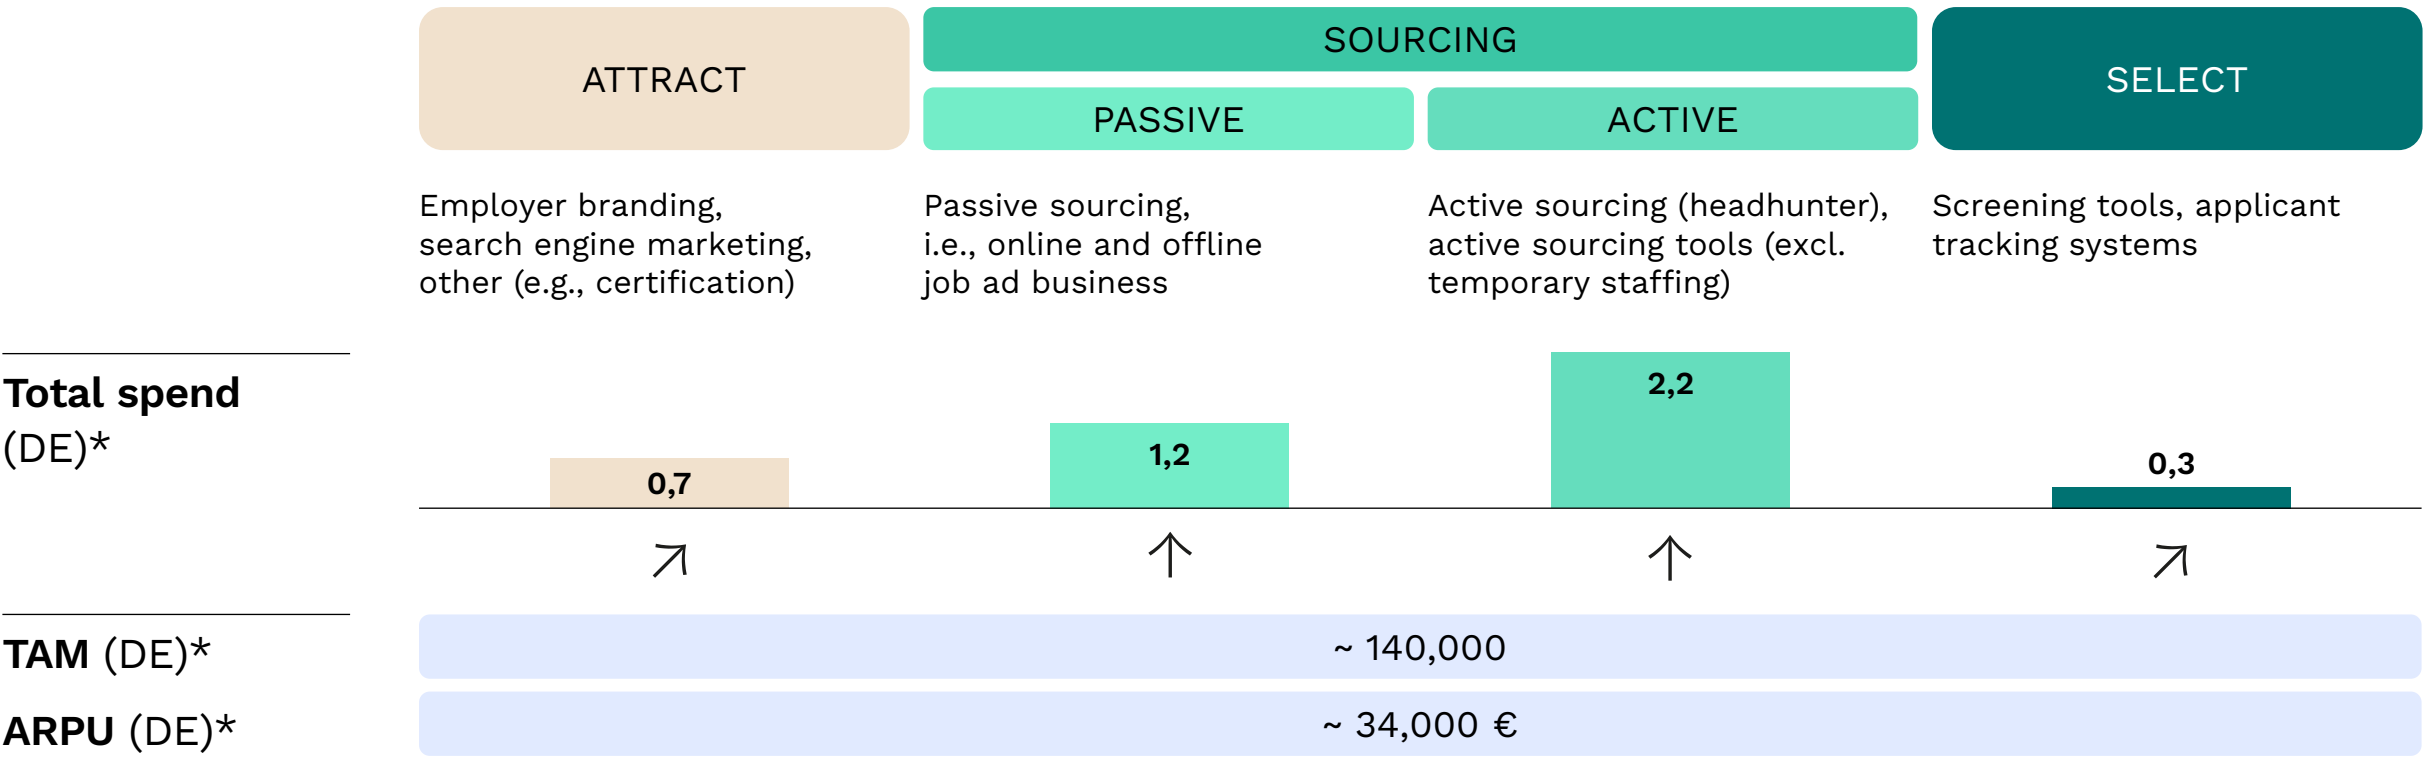 ATTRACT
SOURCING
PASSIVE
ACTIVE
SELECT
Employer branding,
search engine marketing,
other (e.g., certification)
Passive sourcing,
i.e., online and offline
job ad business
Active sourcing (headhunter),
active sourcing tools (excl.
temporary staffing)
Screening tools, applicant
tracking systems
Total spend
(DE)*
0,7
1,2
2,2
0,3
TAM (DE)*
~ 140,000
ARPU (DE)*
~ 34,000 €